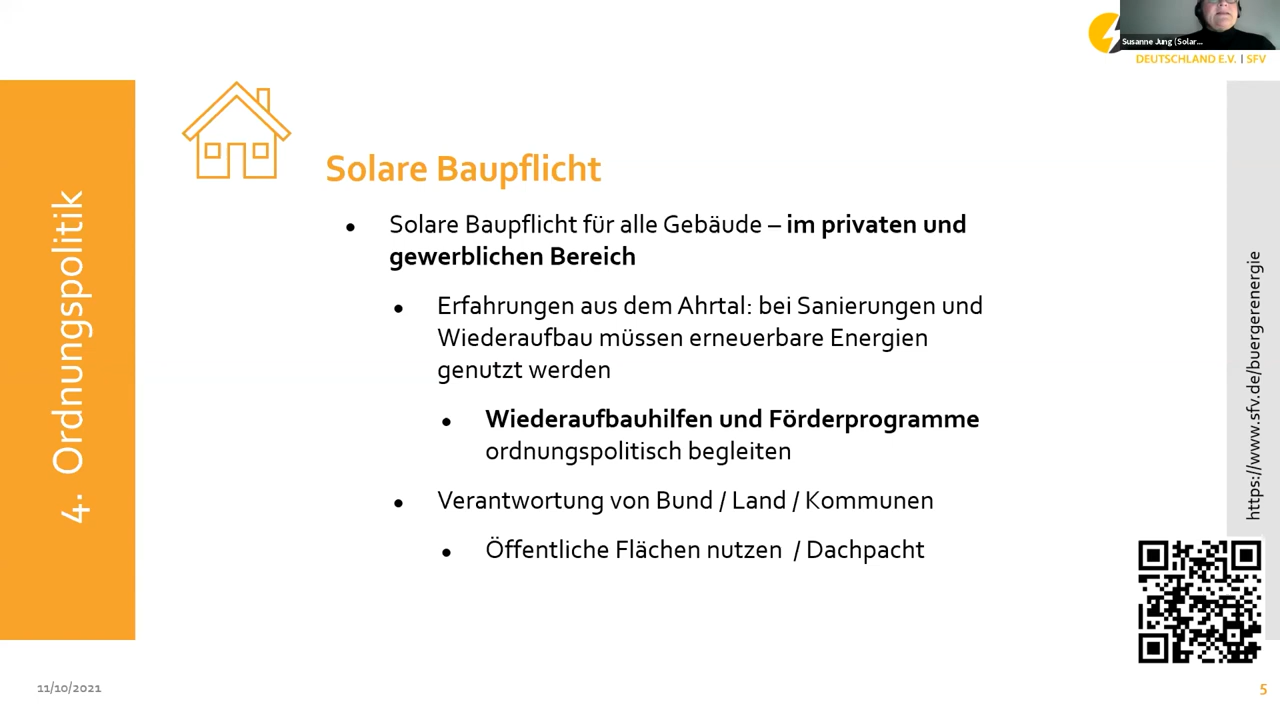 Susanne Jung (Solar...
DEUTSCHLAND E.V. | SFV
4. Ordnungspolitik
Solare Baupflicht
● Solare Baupflicht für alle Gebäude – im privaten und
gewerblichen Bereich
● Erfahrungen aus dem Ahrtal: bei Sanierungen und
Wiederaufbau müssen erneuerbare Energien
genutzt werden
● Wiederaufbauhilfen und Förderprogramme
ordnungspolitisch begleiten
● Verantwortung von Bund / Land / Kommunen
● Öffentliche Flächen nutzen / Dachpacht
https://www.sfv.de/buergerenergie
11/10/2021
5